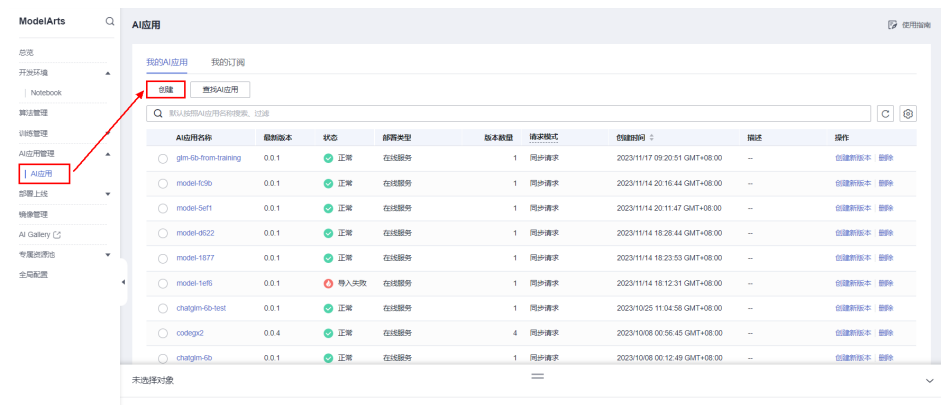 ModelArts
总览
开发环境
Notebook
算法管理
训练管理
AI应用管理
AI应用
部署上线
镜像管理
AI Gallery
专属资源池
全局配置
AI应用
使用指南
我的AI应用 我的订阅
创建 查找AI应用
默认按照AI应用名称搜索、过滤
AI应用名称 最新版本 状态 部署类型 版本数量 请求模式 创建时间 描述 操作
glm-6b-from-training 0.0.1 正常 在线服务 1 同步请求 2023/11/17 09:20:51 GMT+08:00 -- 创建新版本 删除
model-fc9b 0.0.1 正常 在线服务 1 同步请求 2023/11/14 20:16:44 GMT+08:00 -- 创建新版本 删除
model-5ef1 0.0.1 正常 在线服务 1 同步请求 2023/11/14 20:11:47 GMT+08:00 -- 创建新版本 删除
model-d622 0.0.1 正常 在线服务 1 同步请求 2023/11/14 18:28:44 GMT+08:00 -- 创建新版本 删除
model-1877 0.0.1 正常 在线服务 1 同步请求 2023/11/14 18:23:53 GMT+08:00 -- 创建新版本 删除
model-1ef6 0.0.1 导入失败 在线服务 1 同步请求 2023/11/14 18:12:31 GMT+08:00 -- 创建新版本 删除
chatglm-6b-test 0.0.1 正常 在线服务 1 同步请求 2023/10/25 11:04:58 GMT+08:00 -- 创建新版本 删除
codegx2 0.0.4 正常 在线服务 4 同步请求 2023/10/08 00:56:45 GMT+08:00 -- 创建新版本 删除
chatglm-6b 0.0.1 正常 在线服务 1 同步请求 2023/10/08 00:12:49 GMT+08:00 -- 创建新版本 删除
未选择对象